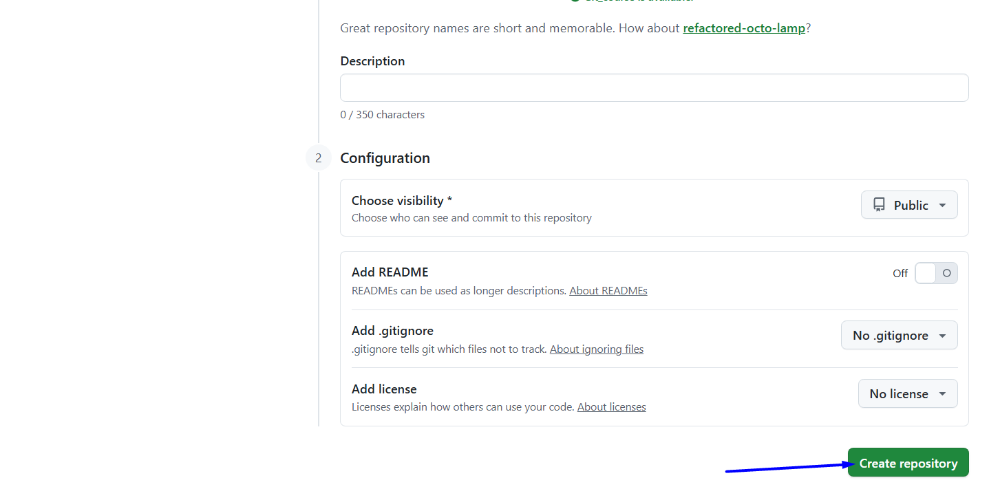 Great repository names are short and memorable. How about refactored-octo-lamp?
Description
0 / 350 characters
2 Configuration
Choose visibility *
Choose who can see and commit to this repository
Public
Add README
READMEs can be used as longer descriptions. About READMEs
Off
Add .gitignore
.gitignore tells git which files not to track. About ignoring files
No .gitignore
Add license
Licenses explain how others can use your code. About licenses
No license
Create repository